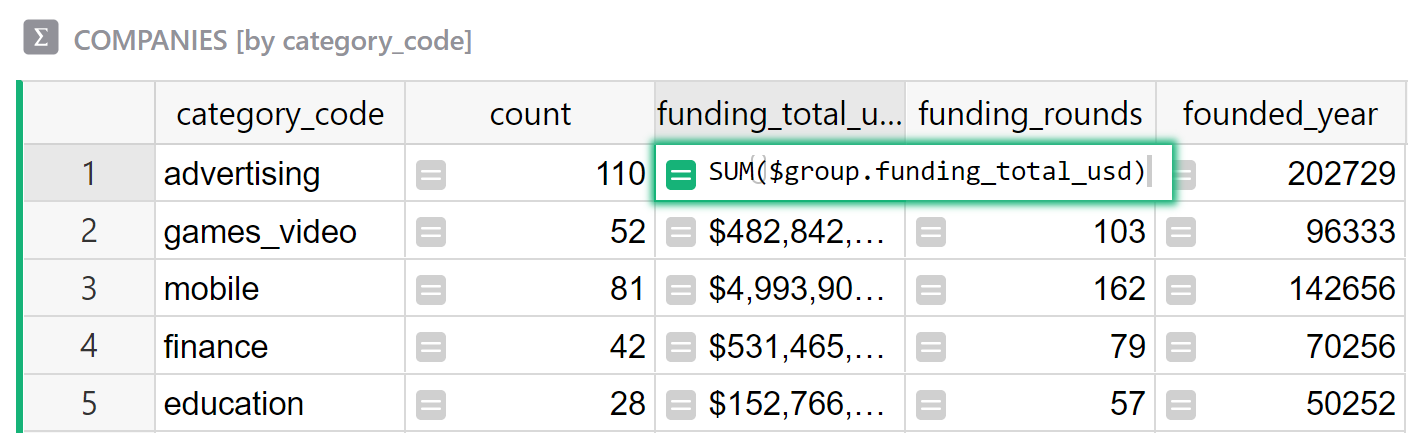 Σ COMPANIES [by category_code]
category_code count funding_total_u... funding_rounds founded_year
1 advertising = 110 = SUM($group.funding_total_usd) = 202729
2 games_video = 52 = $482,842,... = 103 = 96333
3 mobile = 81 = $4,993,90... = 162 = 142656
4 finance = 42 = $531,465,... = 79 = 70256
5 education = 28 = $152,766,... = 57 = 50252